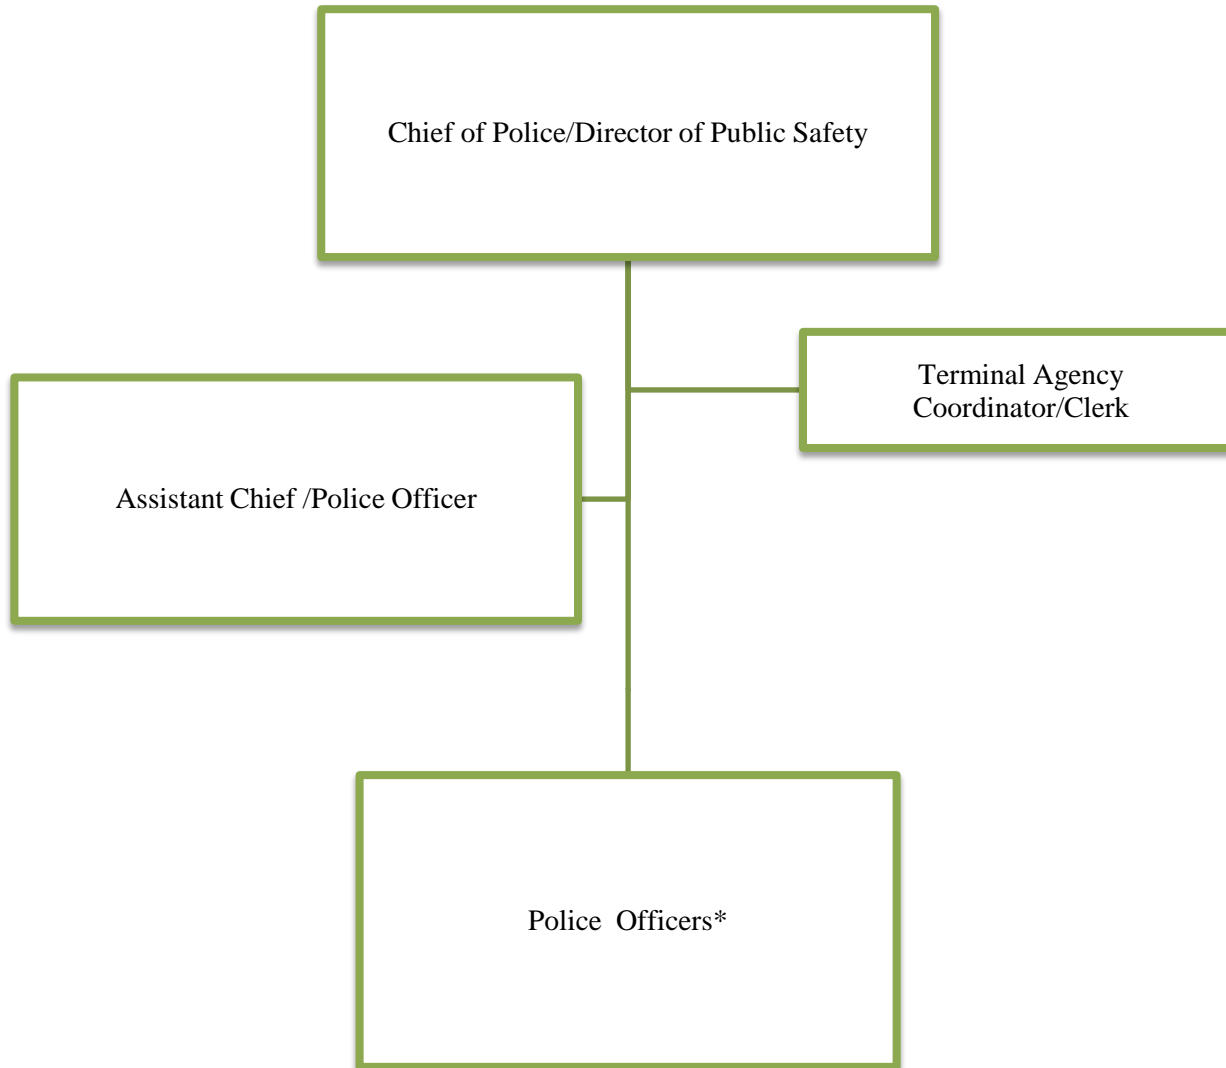 Chief of Police/Director of Public Safety
Terminal Agency
Coordinator/Clerk
Assistant Chief /Police Officer
Police  Officers*